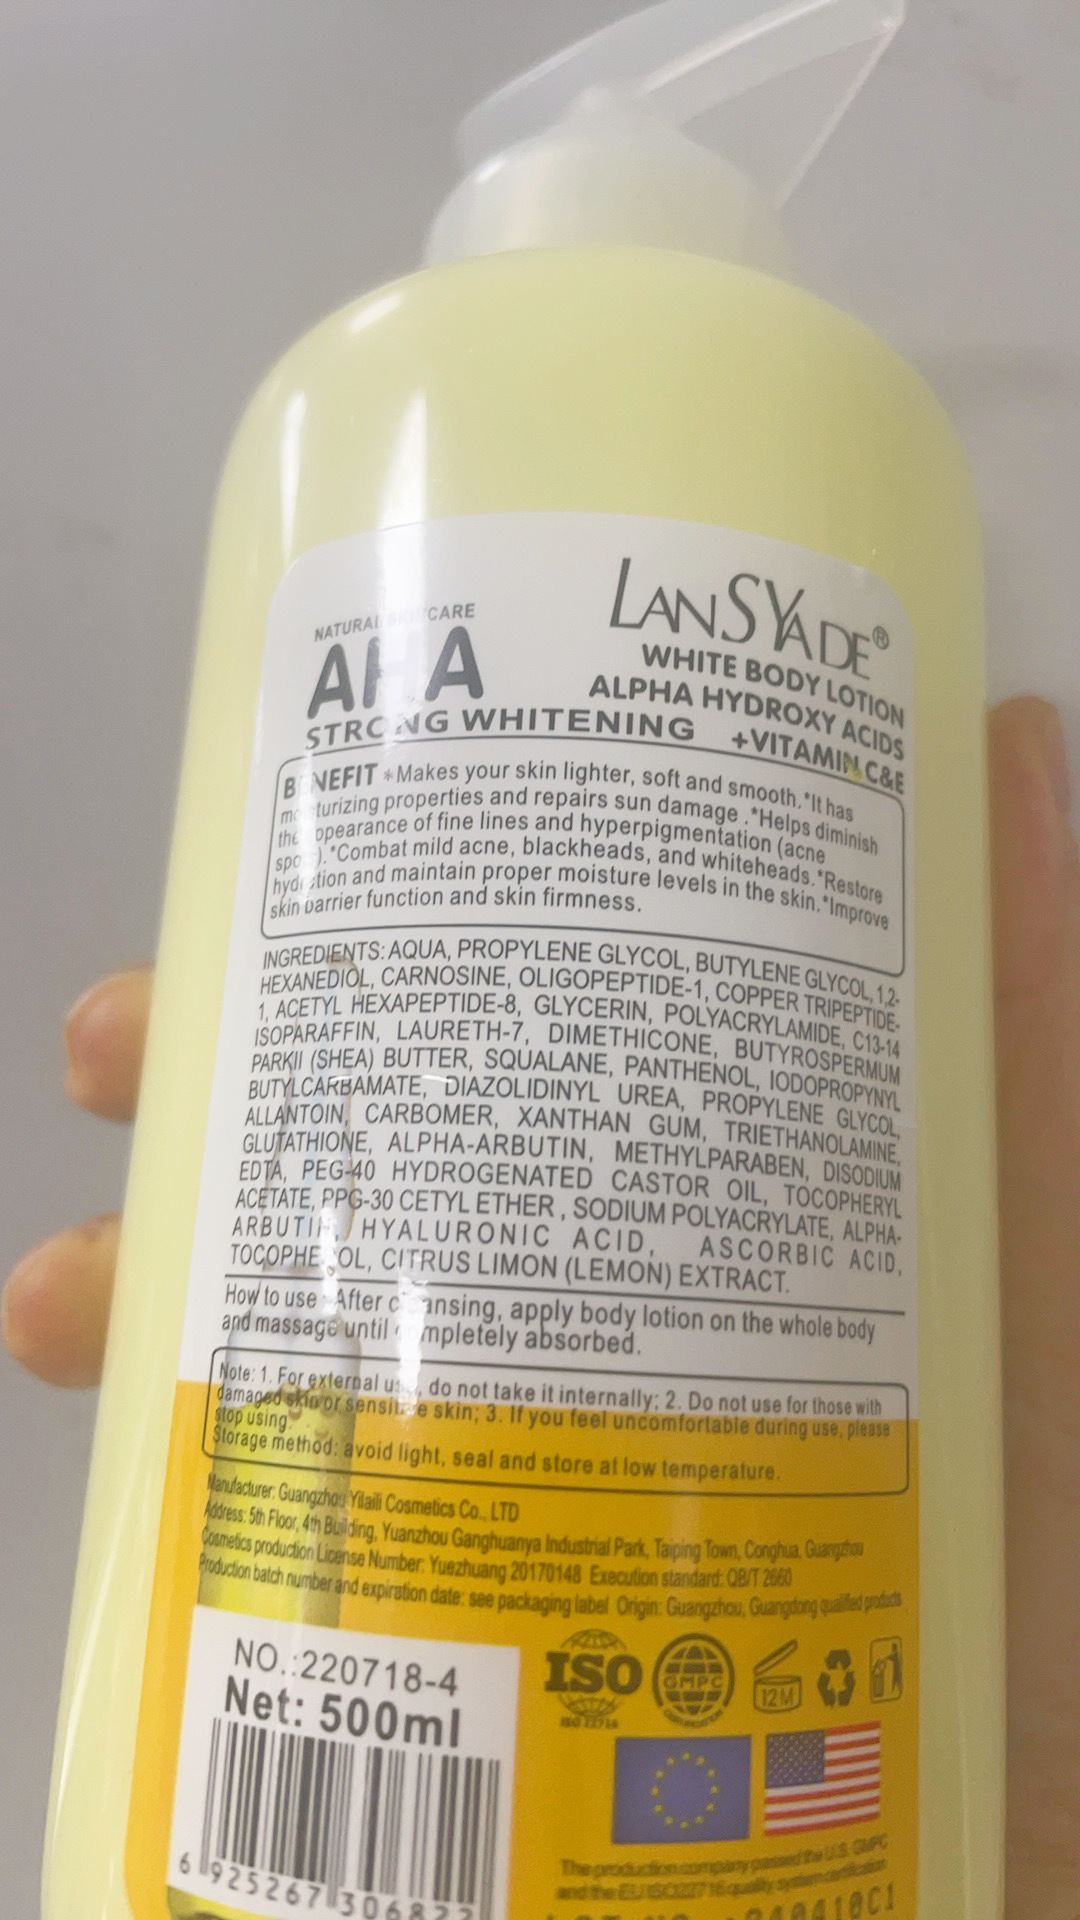 NATURAL SKINCARE
AHA
STRONG WHITENING
LANSYADE®
WHITE BODY LOTION
ALPHA HYDROXY ACIDS
+VITAMIN C&E
BENEFIT *Makes your skin lighter, soft and smooth.*It has
moisturizing properties and repairs sun damage .*Helps diminish
the appearance of fine lines and hyperpigmentation (acne
spots).*Combat mild acne, blackheads, and whiteheads.*Restore
hydration and maintain proper moisture levels in the skin.*Improve
skin barrier function and skin firmness.
INGREDIENTS: AQUA, PROPYLENE GLYCOL, BUTYLENE GLYCOL, 1,2-
HEXANEDIOL, CARNOSINE, OLIGOPEPTIDE-1, COPPER TRIPEPTIDE-
1, ACETYL HEXAPEPTIDE-8, GLYCERIN, POLYACRYLAMIDE, C13-14
ISOPARAFFIN, LAURETH-7, DIMETHICONE, BUTYROSPERMUM
PARKII (SHEA) BUTTER, SQUALANE, PANTHENOL, IODOPROPYNYL
BUTYLCARBAMATE, DIAZOLIDINYL UREA, PROPYLENE GLYCOL,
ALLANTOIN, CARBOMER, XANTHAN GUM, TRIETHANOLAMINE,
GLUTATHIONE, ALPHA-ARBUTIN, METHYLPARABEN, DISODIUM
EDTA, PEG-40 HYDROGENATED CASTOR OIL, TOCOPHERYL
ACETATE, PPG-30 CETYL ETHER , SODIUM POLYACRYLATE, ALPHA-
ARBUTIN, HYALURONIC ACID, ASCORBIC ACID,
TOCOPHEROL, CITRUS LIMON (LEMON) EXTRACT.
How to use : After cleansing, apply body lotion on the whole body
and massage until completely absorbed.
Note: 1. For external use, do not take it internally; 2. Do not use for those with
damaged skin or sensitive skin; 3. If you feel uncomfortable during use, please
stop using.
Storage method: avoid light, seal and store at low temperature.
Manufacturer: Guangzhou Yilaili Cosmetics Co., LTD
Address: 5th Floor, 4th Building, Yuanzhou Ganghuanya Industrial Park, Taiping Town, Conghua, Guangzhou
Cosmetics production License Number: Yuezhuang 20170148 Execution standard: QB/T 2660
Production batch number and expiration date: see packaging label Origin: Guangzhou, Guangdong qualified products
NO.:220718-4
Net: 500ml
6 925267 306822
ISO
ISO 22716
GMPC
CERTIFICATION
12M
The production company passed the U.S. GMPC
and the EU ISO22716 quality system certification